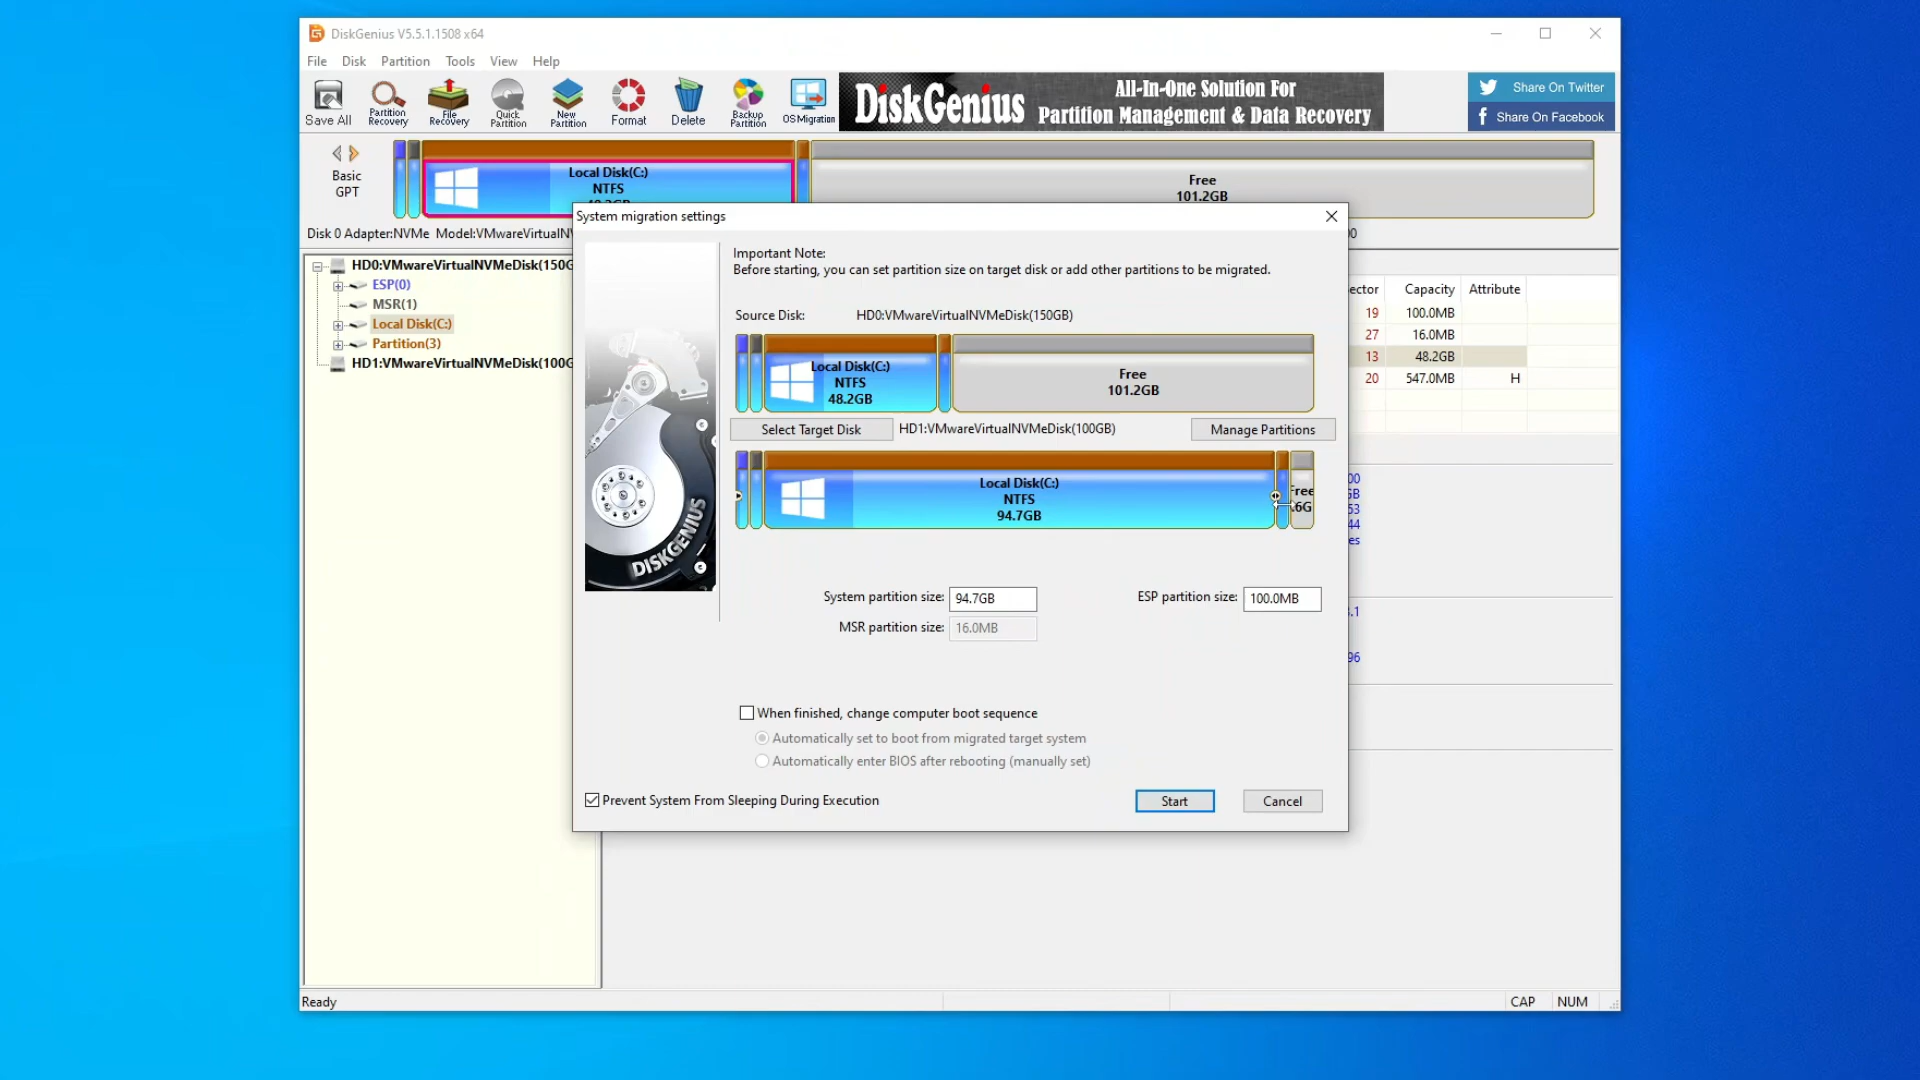 DiskGenius V5.5.1.1508 x64
File Disk Partition Tools View Help
Save All
Partition Recovery
File Recovery
Quick Partition
New Partition
Format
Delete
Backup Partition
OS Migration
DiskGenius
All-In-One Solution For
Partition Management & Data Recovery
Share On Twitter
Share On Facebook
Basic
GPT
Local Disk(C:)
NTFS
Free
101.2GB
Disk 0 Adapter:NVMe Model:VMwareVirtualN
HD0:VMwareVirtualNVMeDisk(150G
ESP(0)
MSR(1)
Local Disk(C:)
Partition(3)
HD1:VMwareVirtualNVMeDisk(100G
System migration settings
Important Note:
Before starting, you can set partition size on target disk or add other partitions to be migrated.
Source Disk: HD0:VMwareVirtualNVMeDisk(150GB)
Local Disk(C:)
NTFS
48.2GB
Free
101.2GB
Select Target Disk HD1:VMwareVirtualNVMeDisk(100GB) Manage Partitions
Local Disk(C:)
NTFS
94.7GB
DISKGENIUS
System partition size: 94.7GB ESP partition size: 100.0MB
MSR partition size: 16.0MB
When finished, change computer boot sequence
Automatically set to boot from migrated target system
Automatically enter BIOS after rebooting (manually set)
Prevent System From Sleeping During Execution
Start Cancel
ector Capacity Attribute
19 100.0MB
27 16.0MB
13 48.2GB
20 547.0MB H
Ready CAP NUM